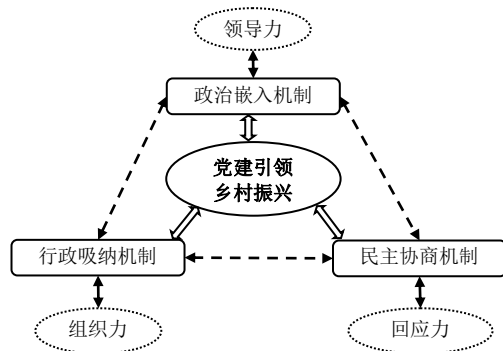 领导力
政治嵌入机制
党建引领
乡村振兴
行政吸纳机制
民主协商机制
组织力
回应力